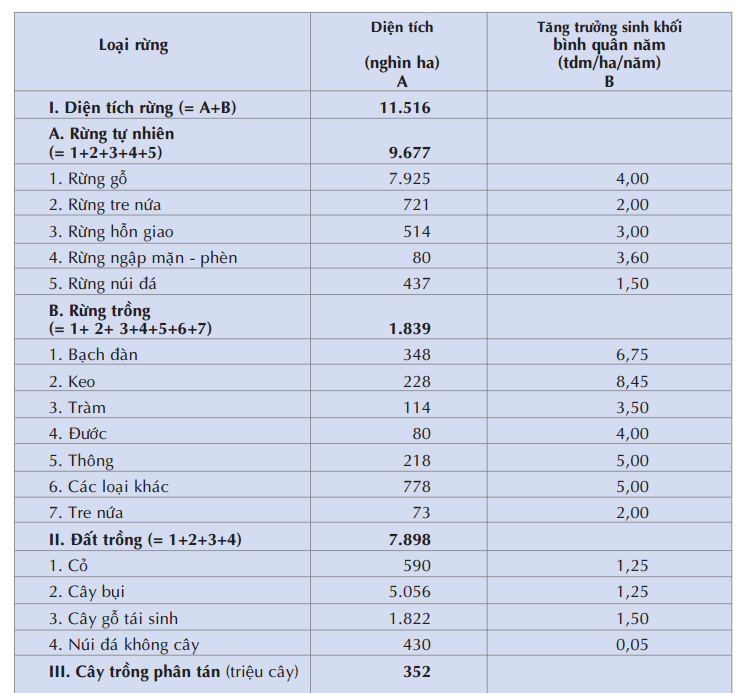 Loại rừng
Diện tích
(nghìn ha)
A
Tăng trưởng sinh khối
bình quân năm
(tdm/ha/năm)
B
I. Diện tích rừng (= A+B) 11.516
A. Rừng tự nhiên
(= 1+2+3+4+5) 9.677
1. Rừng gỗ 7.925 4,00
2. Rừng tre nứa 721 2,00
3. Rừng hỗn giao 514 3,00
4. Rừng ngập mặn - phèn 80 3,60
5. Rừng núi đá 437 1,50
B. Rừng trồng
(= 1+ 2+ 3+4+5+6+7) 1.839
1. Bạch đàn 348 6,75
2. Keo 228 8,45
3. Tràm 114 3,50
4. Đước 80 4,00
5. Thông 218 5,00
6. Các loại khác 778 5,00
7. Tre nứa 73 2,00
II. Đất trồng (= 1+2+3+4) 7.898
1. Cỏ 590 1,25
2. Cây bụi 5.056 1,25
3. Cây gỗ tái sinh 1.822 1,50
4. Núi đá không cây 430 0,05
III. Cây trồng phân tán (triệu cây) 352